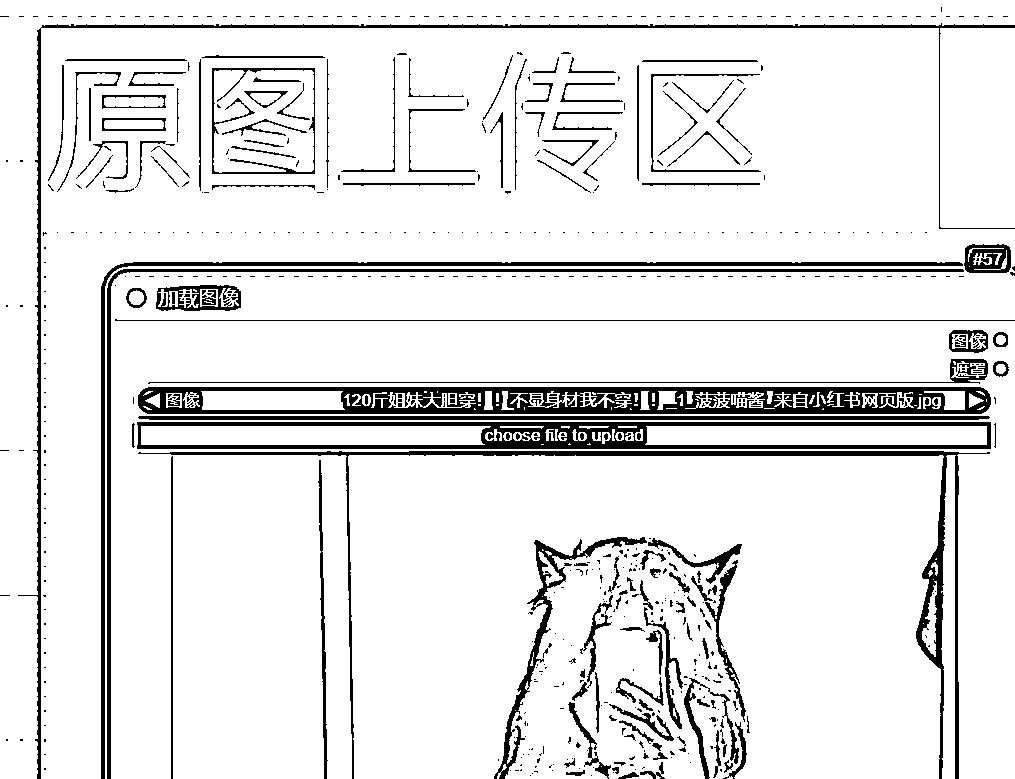 原图上传区
#57
加载图像
图像
遮罩
图像 120斤姐妹大胆穿！！不显身材我不穿！！_1_菠菠喵酱_来自小红书网页版.jpg
choose file to upload